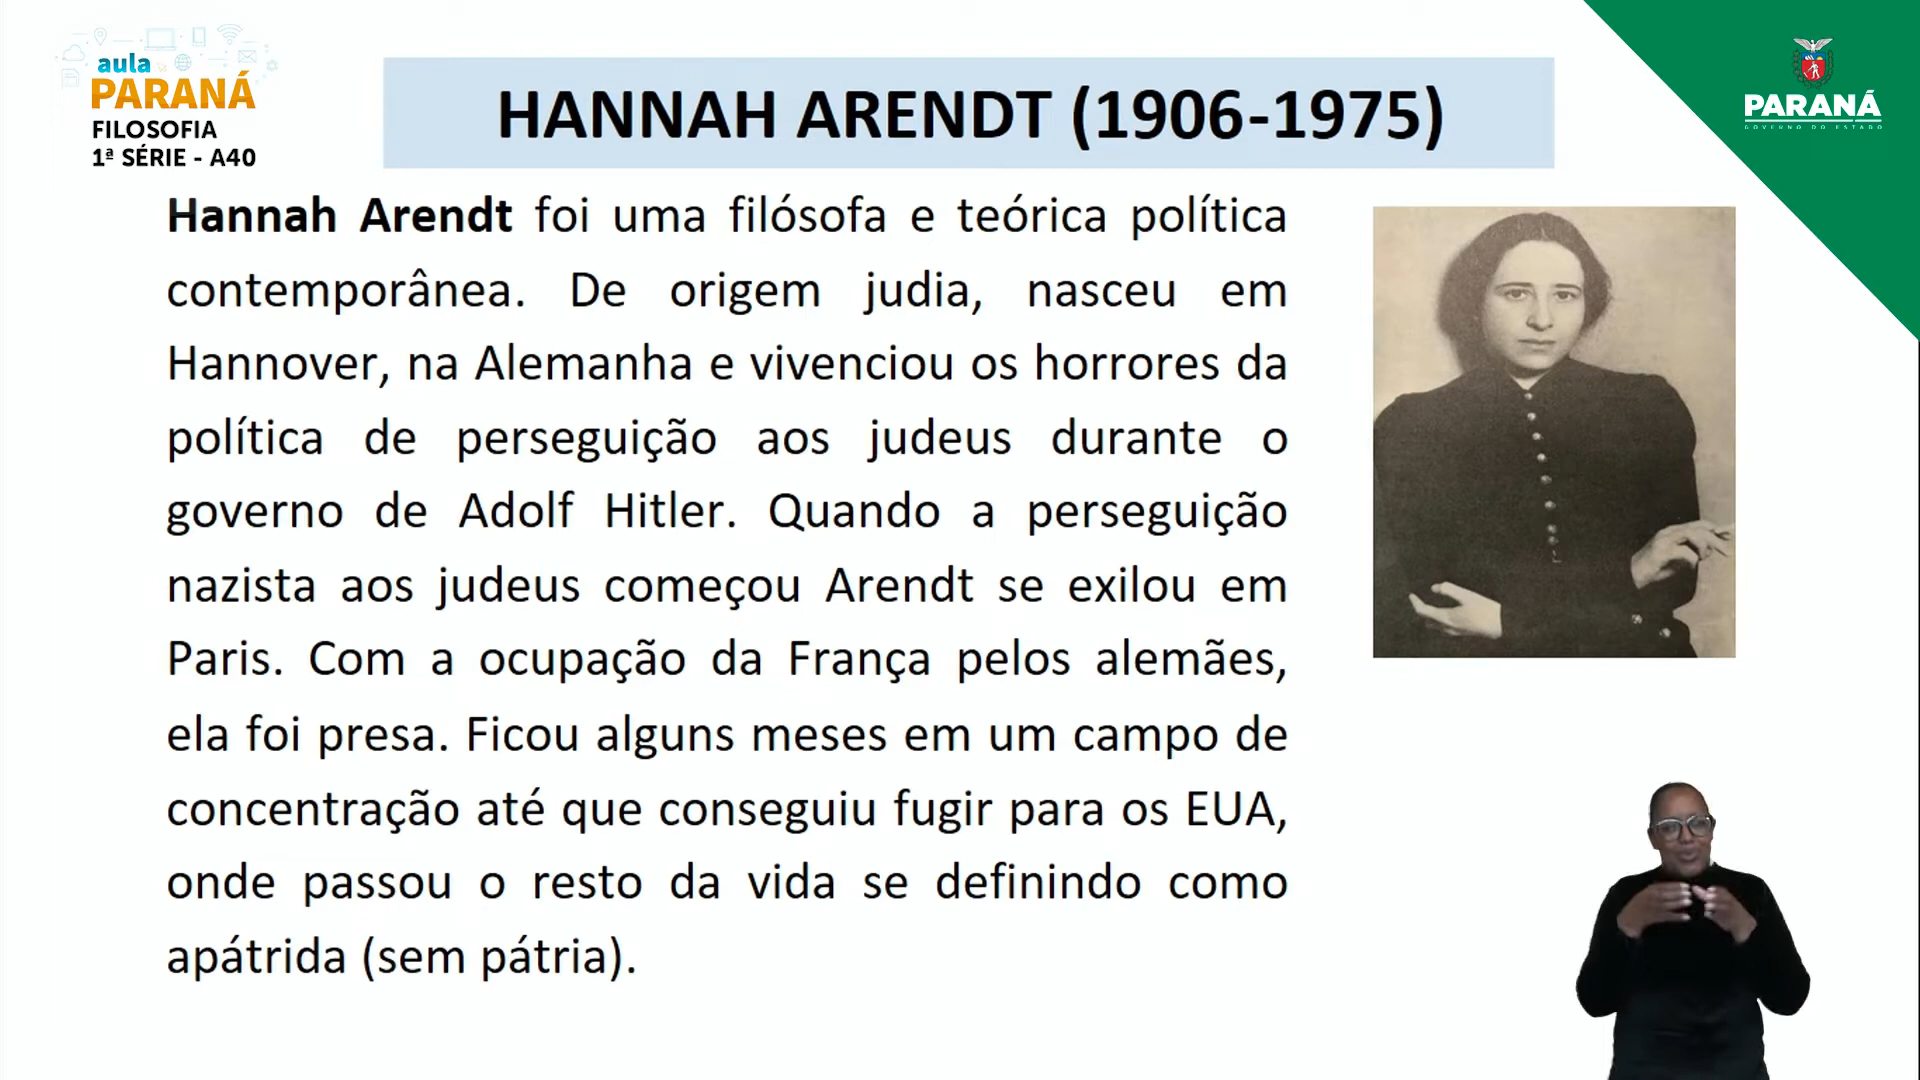 aula
PARANÁ
FILOSOFIA
1ª SÉRIE - A40
HANNAH ARENDT (1906-1975)
PARANÁ
GOVERNO DO ESTADO
Hannah Arendt foi uma filósofa e teórica política
contemporânea. De origem judia, nasceu em
Hannover, na Alemanha e vivenciou os horrores da
política de perseguição aos judeus durante o
governo de Adolf Hitler. Quando a perseguição
nazista aos judeus começou Arendt se exilou em
Paris. Com a ocupação da França pelos alemães,
ela foi presa. Ficou alguns meses em um campo de
concentração até que conseguiu fugir para os EUA,
onde passou o resto da vida se definindo como
apátrida (sem pátria).